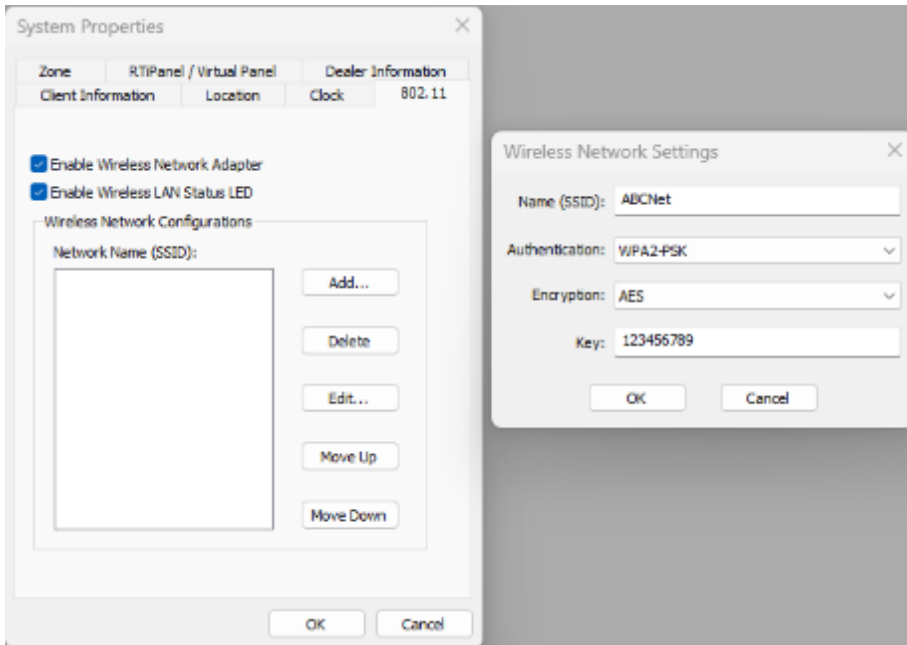 System Properties
Zone RTiPanel / Virtual Panel Dealer Information
Client Information Location Clock 802.11
Enable Wireless Network Adapter
Enable Wireless LAN Status LED
Wireless Network Configurations
Network Name (SSID):
Add...
Delete
Edit...
Move Up
Move Down
OK Cancel
Wireless Network Settings
Name (SSID): ABCNet
Authentication: WPA2-PSK
Encryption: AES
Key: 123456789
OK Cancel